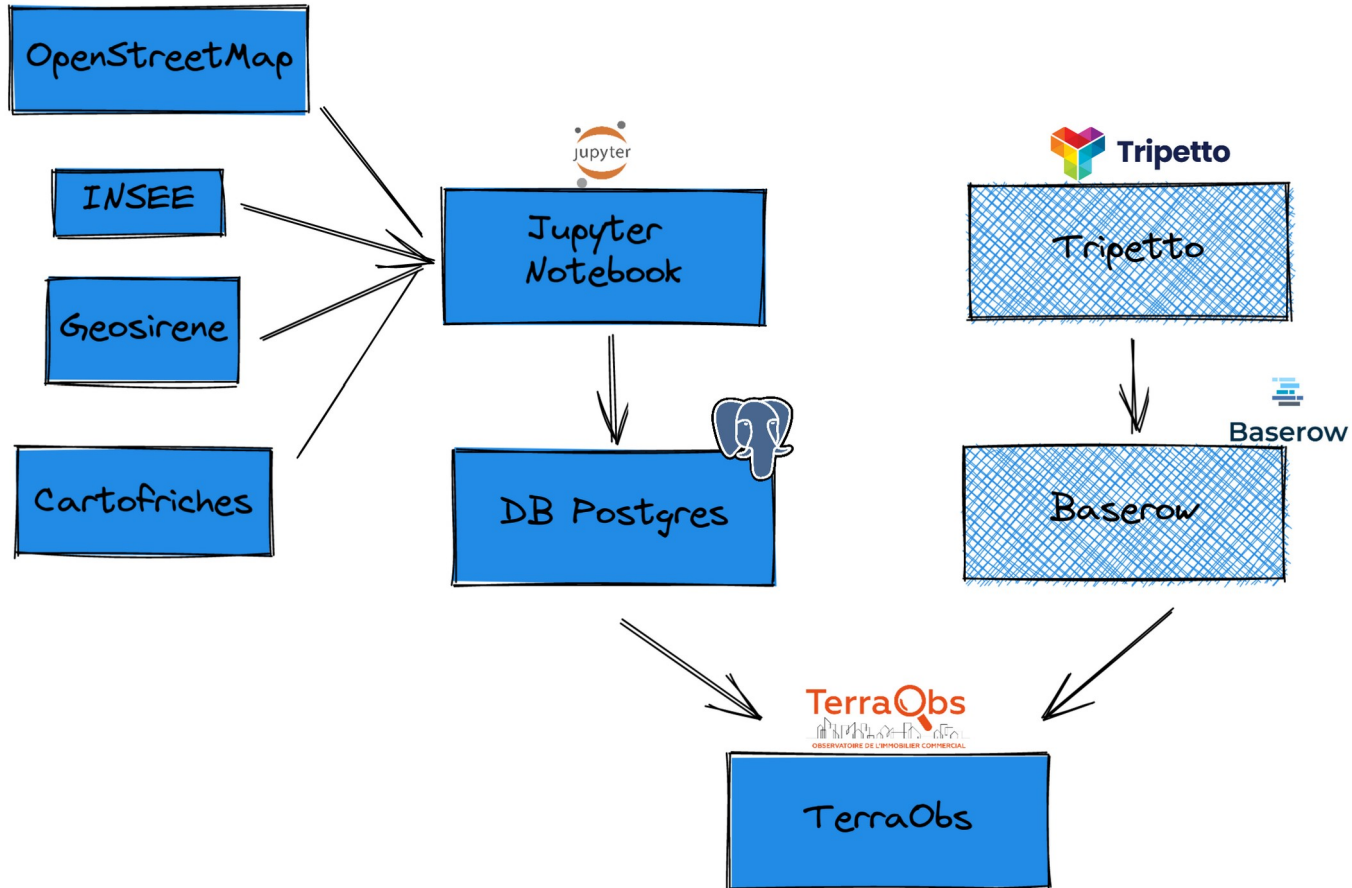 OpenStreetMap
INSEE
Geosirene
Cartofriches
jupyter
Jupyter
Notebook
DB Postgres
Tripetto
Tripetto
Baserow
Baserow
TerraObs
OBSERVATOIRE DE L'IMMOBILIER COMMERCIAL
TerraObs